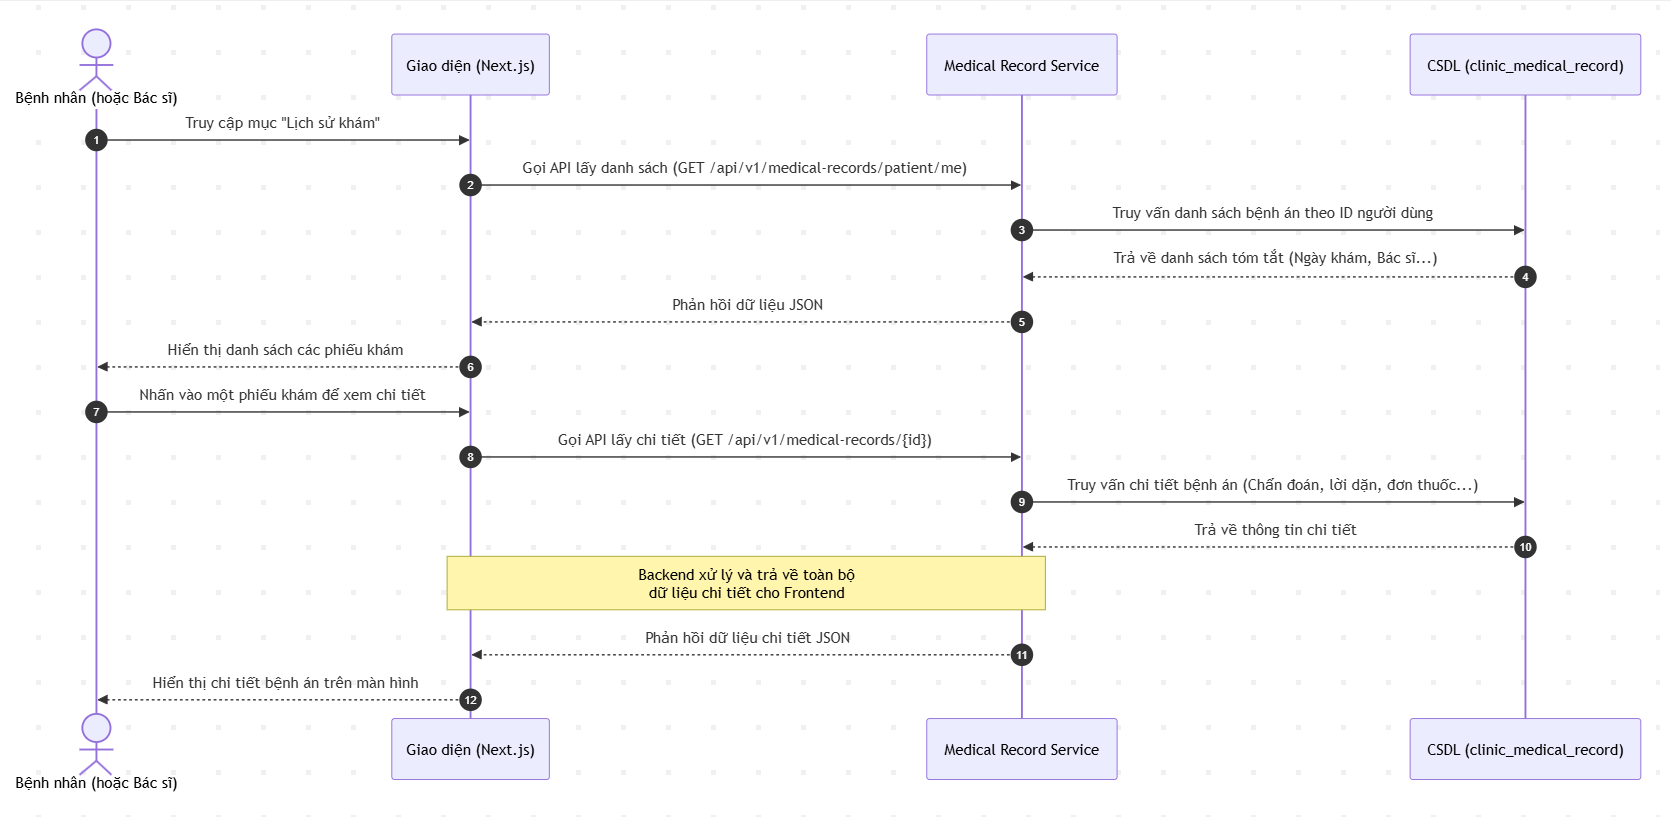 Bệnh nhân (hoặc Bác sĩ)
Giao diện (Next.js)
Medical Record Service
CSDL (clinic_medical_record)
1
Truy cập mục "Lịch sử khám"
2
Gọi API lấy danh sách (GET /api/v1/medical-records/patient/me)
3
Truy vấn danh sách bệnh án theo ID người dùng
Trả về danh sách tóm tắt (Ngày khám, Bác sĩ...)
4
Phản hồi dữ liệu JSON
5
Hiển thị danh sách các phiếu khám
6
7
Nhấn vào một phiếu khám để xem chi tiết
8
Gọi API lấy chi tiết (GET /api/v1/medical-records/{id})
9
Truy vấn chi tiết bệnh án (Chẩn đoán, lời dặn, đơn thuốc...)
Trả về thông tin chi tiết
10
Backend xử lý và trả về toàn bộ
dữ liệu chi tiết cho Frontend
Phản hồi dữ liệu chi tiết JSON
11
Hiển thị chi tiết bệnh án trên màn hình
12
Bệnh nhân (hoặc Bác sĩ)
Giao diện (Next.js)
Medical Record Service
CSDL (clinic_medical_record)